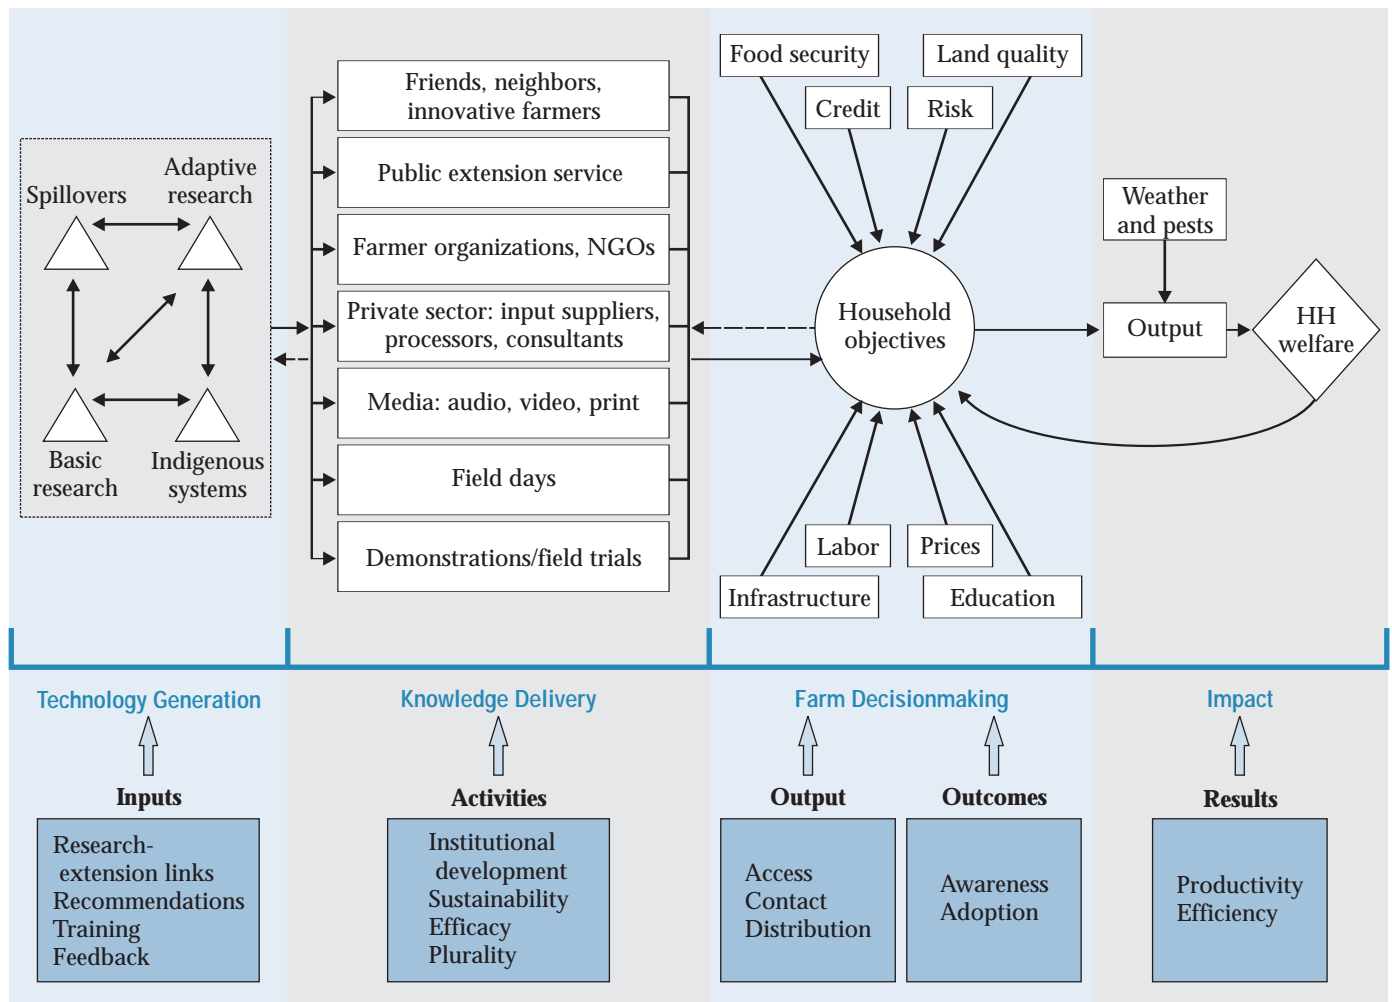 Spillovers
Adaptive
research
Basic
research
Indigenous
systems
Friends, neighbors,
innovative farmers
Public extension service
Farmer organizations, NGOs
Private sector: input suppliers,
processors, consultants
Media: audio, video, print
Field days
Demonstrations/field trials
Food security
Land quality
Credit
Risk
Household
objectives
Labor
Prices
Infrastructure
Education
Weather
and pests
Output
HH
welfare
Technology Generation
Knowledge Delivery
Farm Decisionmaking
Impact
Inputs
Research-
extension links
Recommendations
Training
Feedback
Activities
Institutional
development
Sustainability
Efficacy
Plurality
Output
Access
Contact
Distribution
Outcomes
Awareness
Adoption
Results
Productivity
Efficiency